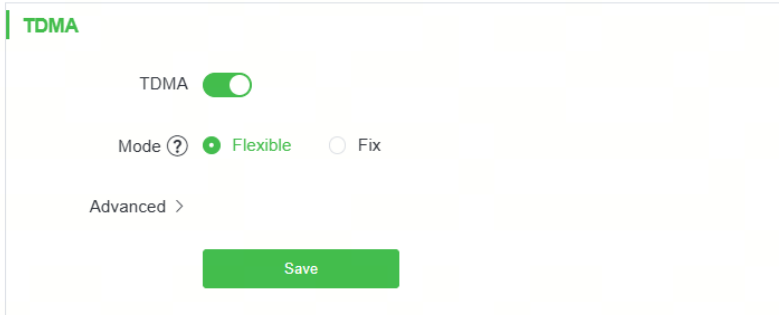 TDMA
TDMA
Mode ? Flexible Fix
Advanced >
Save